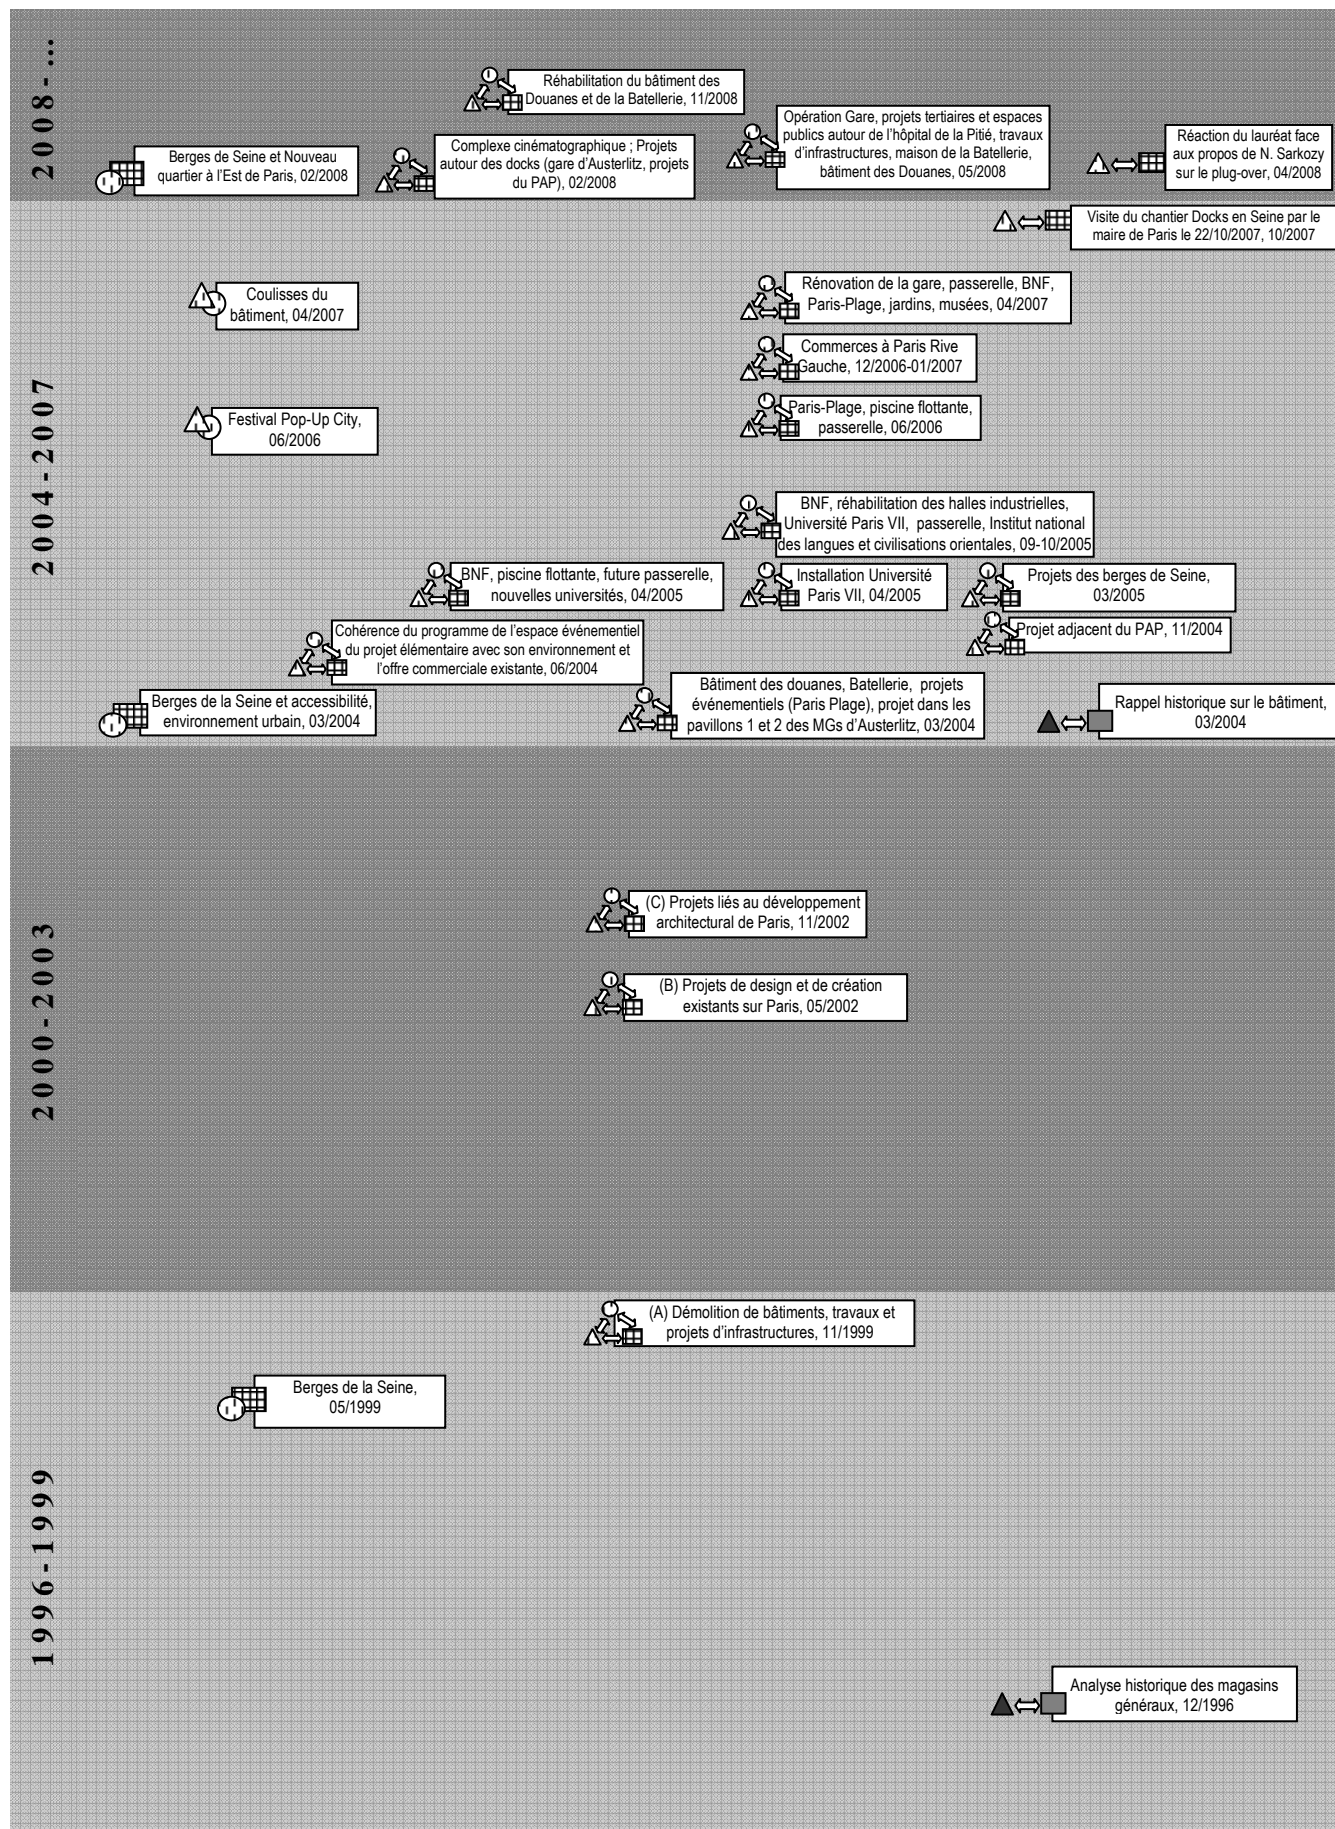 2008-...
Réhabilitation du bâtiment des
Douanes et de la Batellerie, 11/2008
Opération Gare, projets tertiaires et espaces
publics autour de l'hôpital de la Pitié, travaux
d'infrastructures, maison de la Batellerie,
bâtiment des Douanes, 05/2008
Réaction du lauréat face
aux propos de N. Sarkozy
sur le plug-over, 04/2008
Complexe cinématographique ; Projets
autour des docks (gare d'Austerlitz, projets
du PAP), 02/2008
Berges de Seine et Nouveau
quartier à l'Est de Paris, 02/2008
2004-2007
Visite du chantier Docks en Seine par le
maire de Paris le 22/10/2007, 10/2007
Coulisses du
bâtiment, 04/2007
Rénovation de la gare, passerelle, BNF,
Paris-Plage, jardins, musées, 04/2007
Commerces à Paris Rive
Gauche, 12/2006-01/2007
Festival Pop-Up City,
06/2006
Paris-Plage, piscine flottante,
passerelle, 06/2006
BNF, réhabilitation des halles industrielles,
Université Paris VII, passerelle, Institut national
des langues et civilisations orientales, 09-10/2005
BNF, piscine flottante, future passerelle,
nouvelles universités, 04/2005
Installation Université
Paris VII, 04/2005
Projets des berges de Seine,
03/2005
Projet adjacent du PAP, 11/2004
Cohérence du programme de l'espace événementiel
du projet élémentaire avec son environnement et
l'offre commerciale existante, 06/2004
Berges de la Seine et accessibilité,
environnement urbain, 03/2004
Bâtiment des douanes, Batellerie, projets
événementiels (Paris Plage), projet dans les
pavillons 1 et 2 des MGs d'Austerlitz, 03/2004
Rappel historique sur le bâtiment,
03/2004
2000-2003
(C) Projets liés au développement
architectural de Paris, 11/2002
(B) Projets de design et de création
existants sur Paris, 05/2002
1996-1999
(A) Démolition de bâtiments, travaux et
projets d'infrastructures, 11/1999
Berges de la Seine,
05/1999
Analyse historique des magasins
généraux, 12/1996